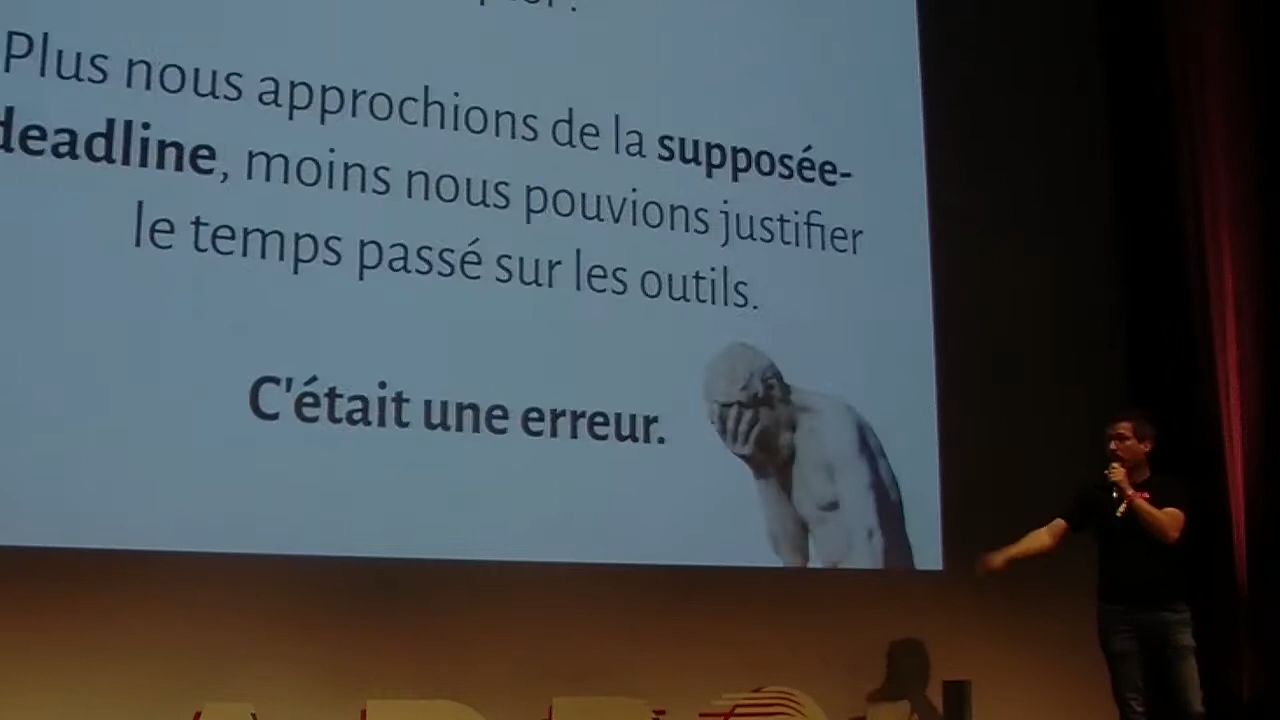 Plus nous approchions de la supposée-
deadline, moins nous pouvions justifier
le temps passé sur les outils.
C'était une erreur.